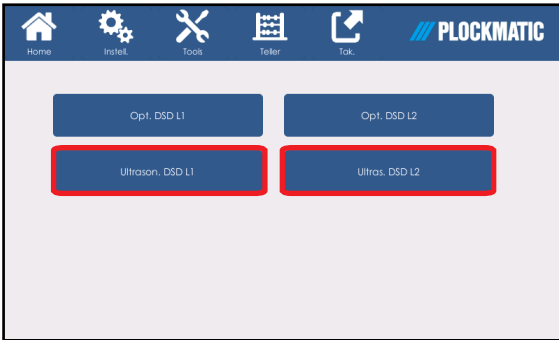 PLOCKMATIC
Home Instell. Tools Teller Tak.
Opt. DSD L1 Opt. DSD L2
Ultrason. DSD L1 Ultras. DSD L2